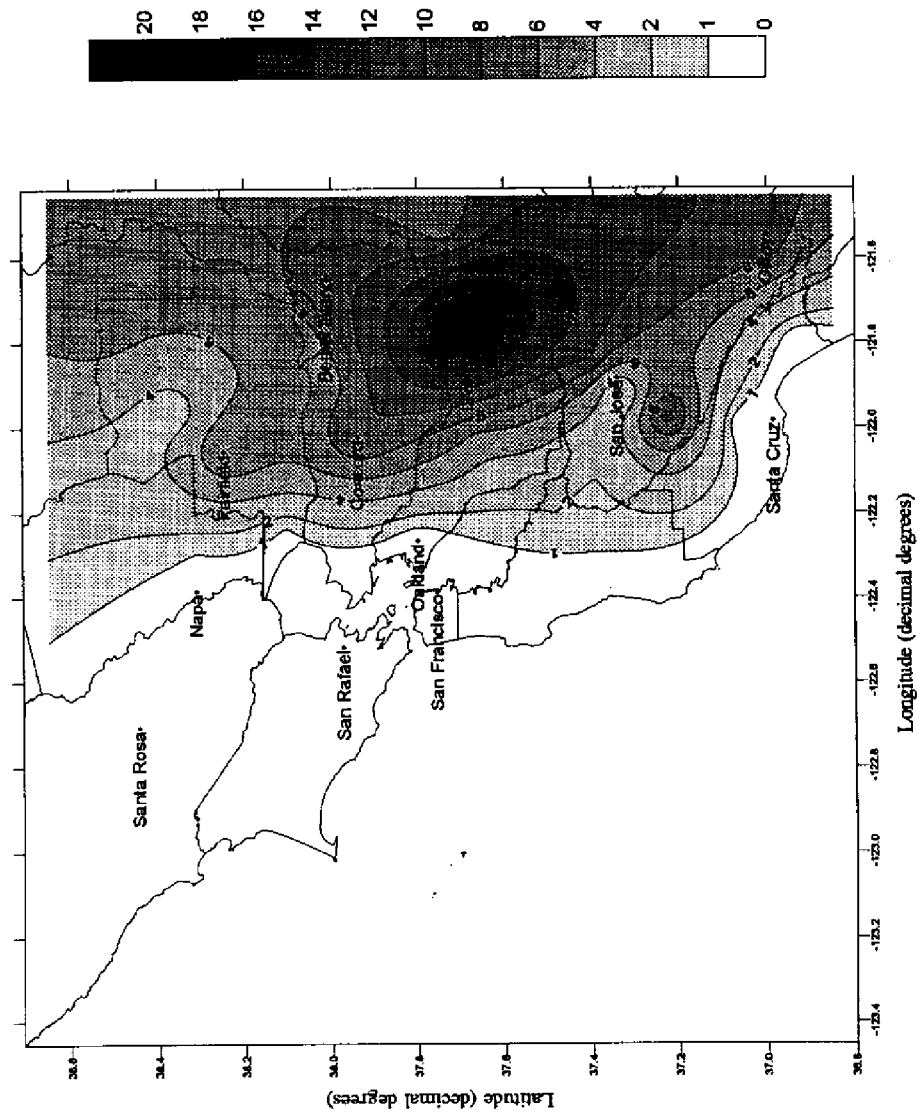 20
18
16
14
12
10
8
6
4
2
1
0
Santa Rosa
Napa
Fairfield
San Rafael
Concord
Oakland
San Francisco
San Jose
Santa Cruz
38.6
38.4
38.2
38.0
37.8
37.6
37.4
37.2
37.0
36.8
-123.4
-123.2
-123.0
-122.8
-122.6
-122.4
-122.2
-122.0
-121.8
-121.6
Latitude (decimal degrees)
Longitude (decimal degrees)